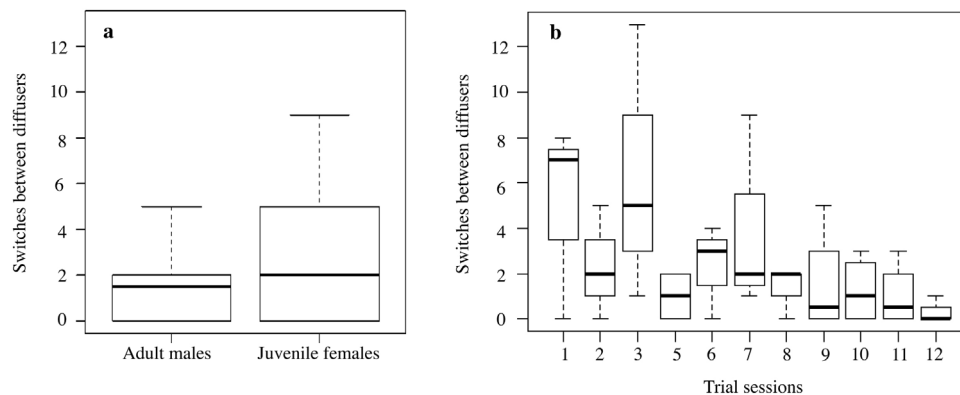 a
Switches between diffusers
12
10
8
6
4
2
0
Adult males Juvenile females
b
Switches between diffusers
12
10
8
6
4
2
0
1 2 3 5 6 7 8 9 10 11 12
Trial sessions